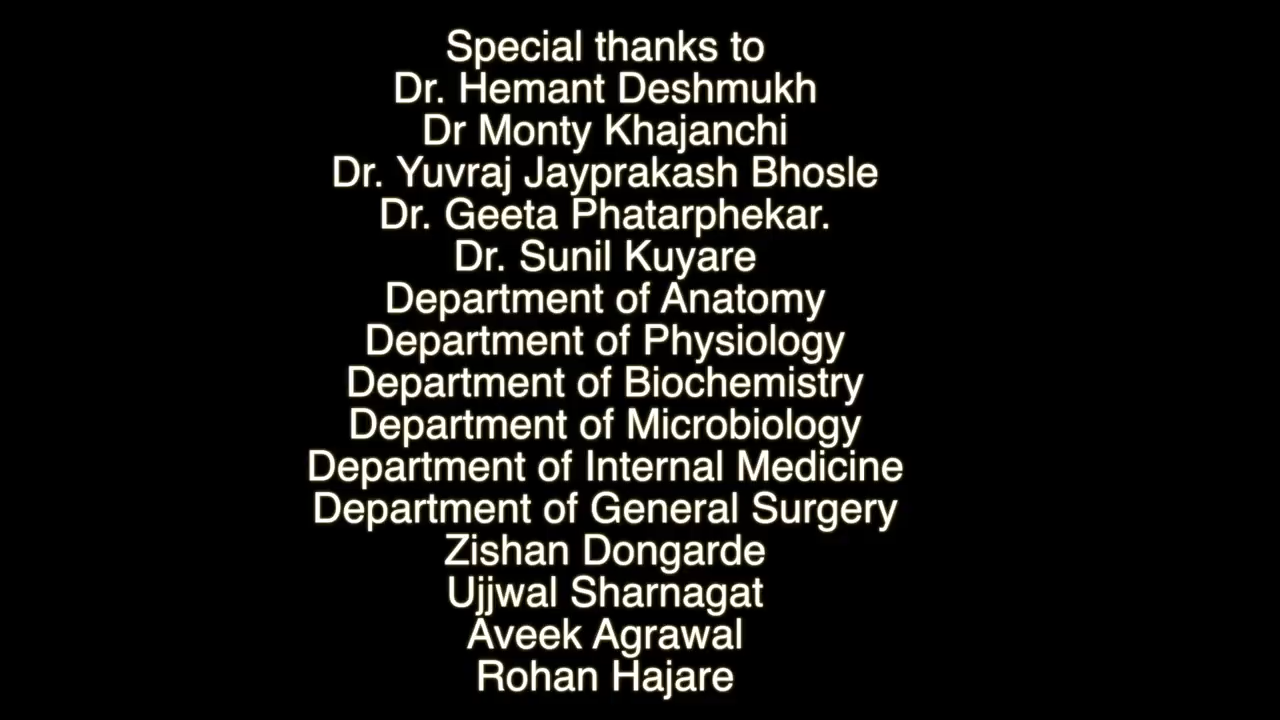 Special thanks to
Dr. Hemant Deshmukh
Dr Monty Khajanchi
Dr. Yuvraj Jayprakash Bhosle
Dr. Geeta Phatarphekar.
Dr. Sunil Kuyare
Department of Anatomy
Department of Physiology
Department of Biochemistry
Department of Microbiology
Department of Internal Medicine
Department of General Surgery
Zishan Dongarde
Ujjwal Sharnagat
Aveek Agrawal
Rohan Hajare